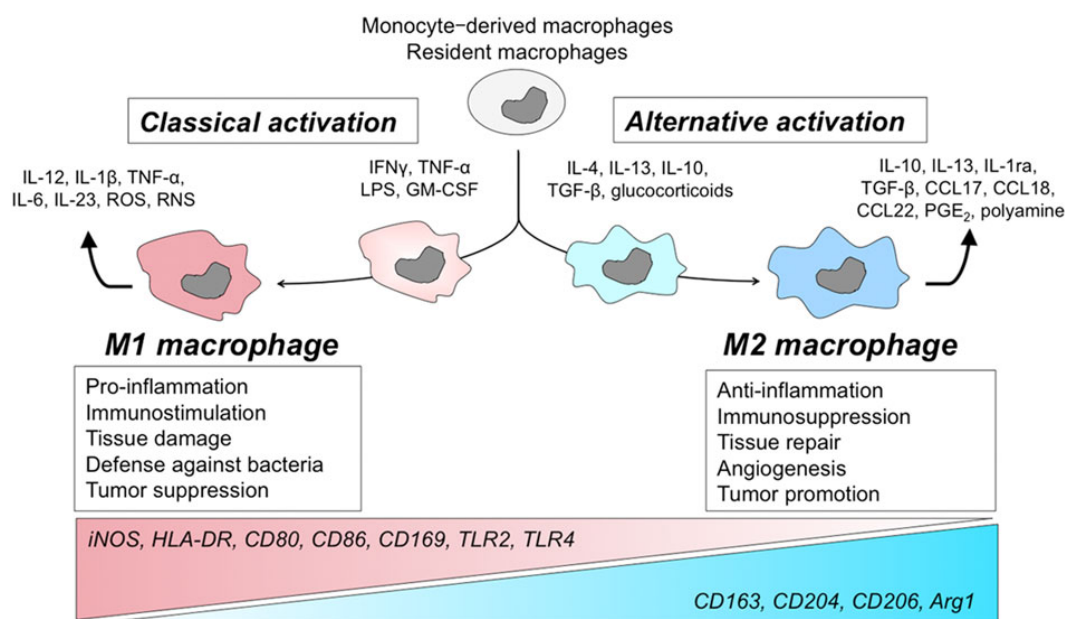 Monocyte−derived macrophages
Resident macrophages
Classical activation
Alternative activation
IL-12, IL-1β, TNF-α,
IL-6, IL-23, ROS, RNS
IFNγ, TNF-α
LPS, GM-CSF
IL-4, IL-13, IL-10,
TGF-β, glucocorticoids
IL-10, IL-13, IL-1ra,
TGF-β, CCL17, CCL18,
CCL22, PGE₂, polyamine
M1 macrophage
Pro-inflammation
Immunostimulation
Tissue damage
Defense against bacteria
Tumor suppression
M2 macrophage
Anti-inflammation
Immunosuppression
Tissue repair
Angiogenesis
Tumor promotion
iNOS, HLA-DR, CD80, CD86, CD169, TLR2, TLR4
CD163, CD204, CD206, Arg1